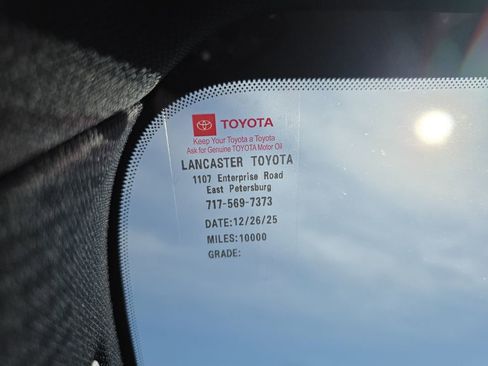 TOYOTA
Keep Your Toyota a Toyota
Ask for Genuine TOYOTA Motor Oil
LANCASTER TOYOTA
1107 Enterprise Road
East Petersburg
717-569-7373
DATE:12/26/25
MILES:10000
GRADE: